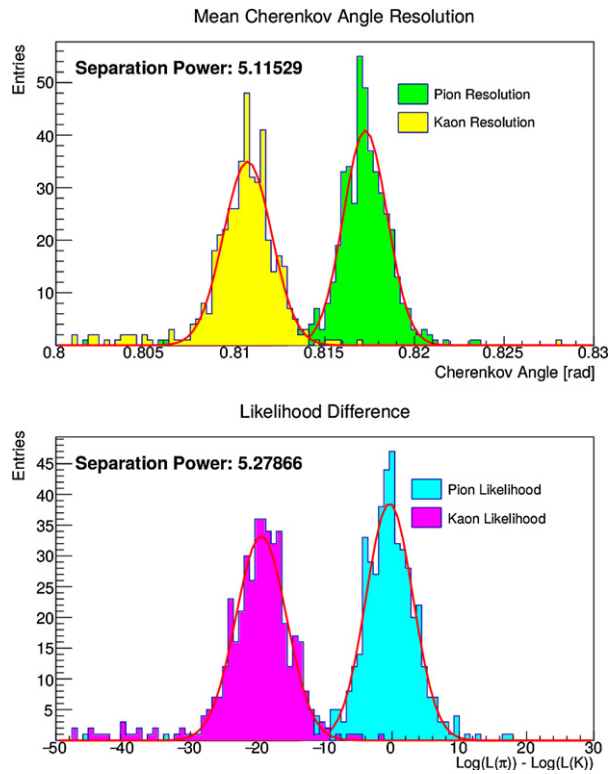 Mean Cherenkov Angle Resolution
Entries
Separation Power: 5.11529
Pion Resolution
Kaon Resolution
50
40
30
20
10
0.8 0.805 0.81 0.815 0.82 0.825 0.83
Cherenkov Angle [rad]
Likelihood Difference
Entries
Separation Power: 5.27866
Pion Likelihood
Kaon Likelihood
45
40
35
30
25
20
15
10
5
−50 −40 −30 −20 −10 0 10 20 30
Log(L(π)) - Log(L(K))